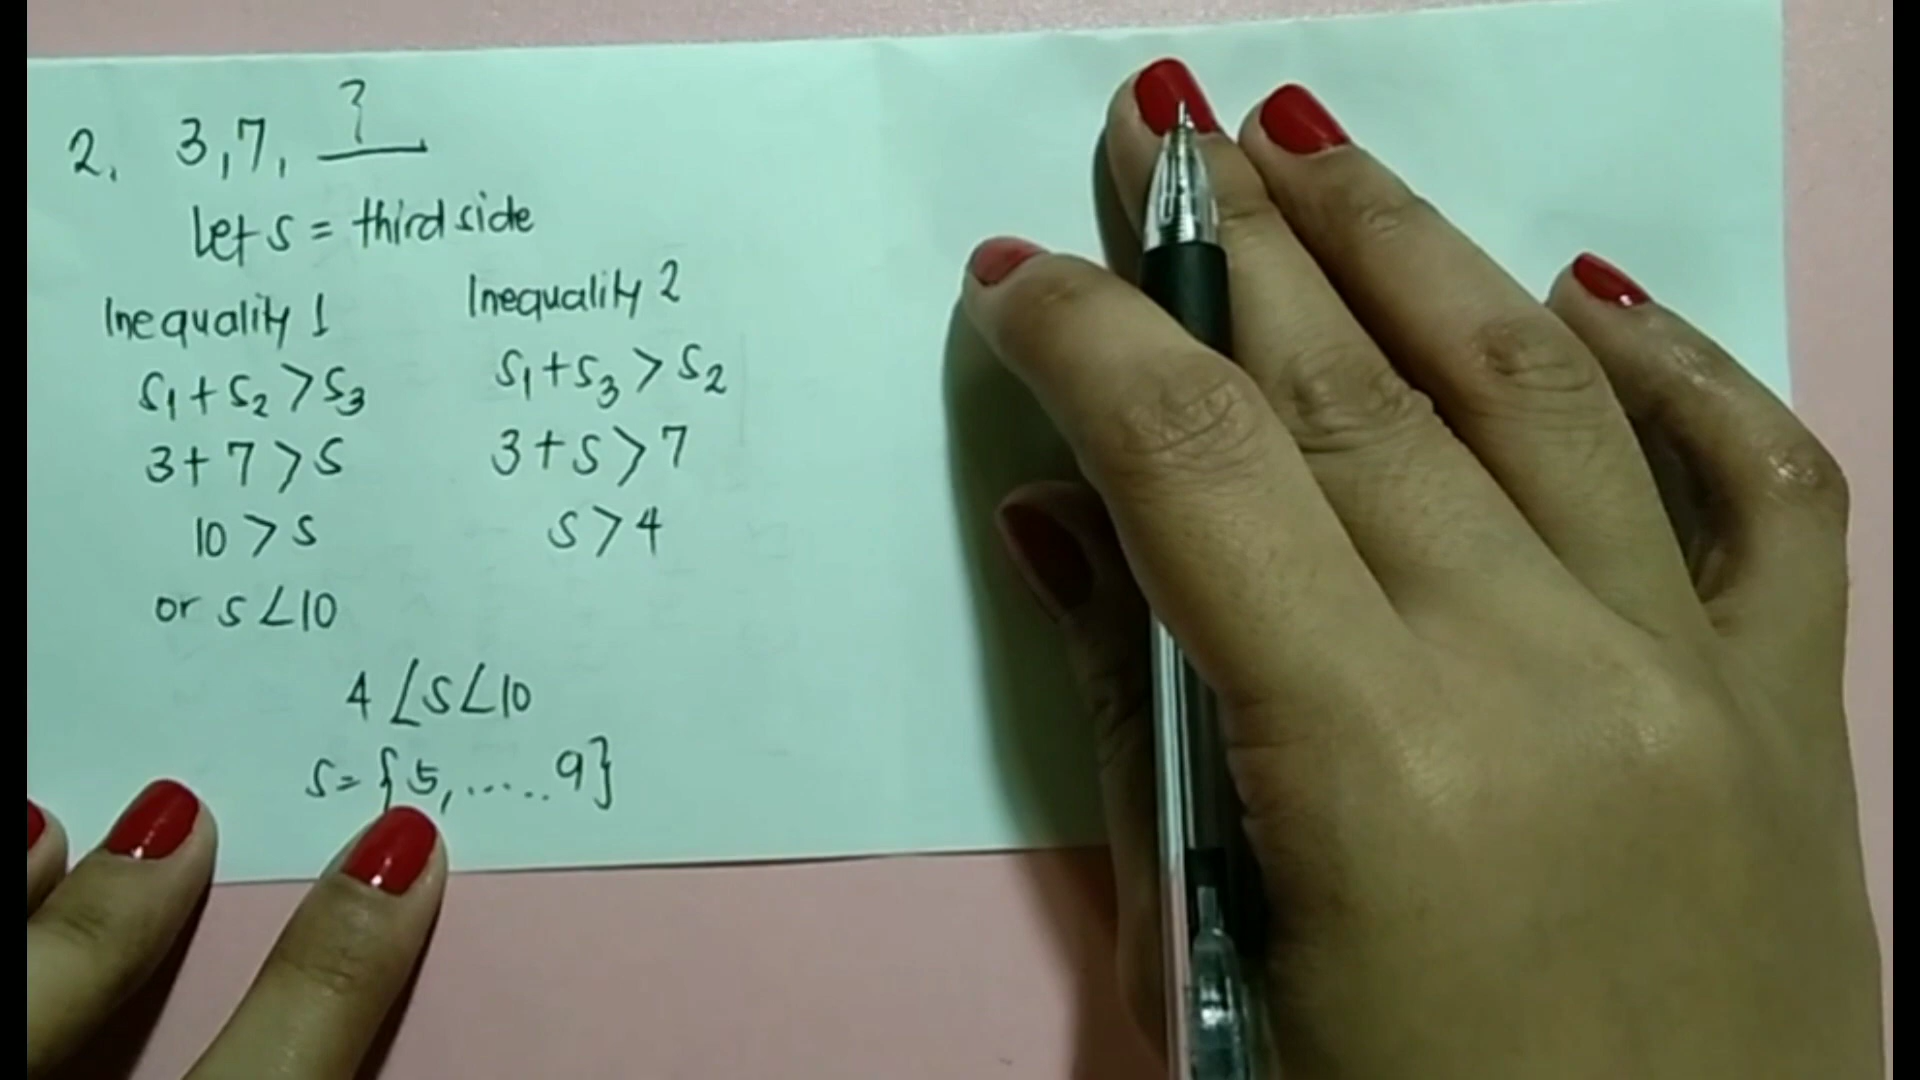 2. 3, 7, ?
Let s = third side
Inequality 1
s₁ + s₂ > s₃
3 + 7 > s
10 > s
or s < 10
Inequality 2
s₁ + s₃ > s₂
3 + s > 7
s > 4
4 < s < 10
s = {5, ..... 9}